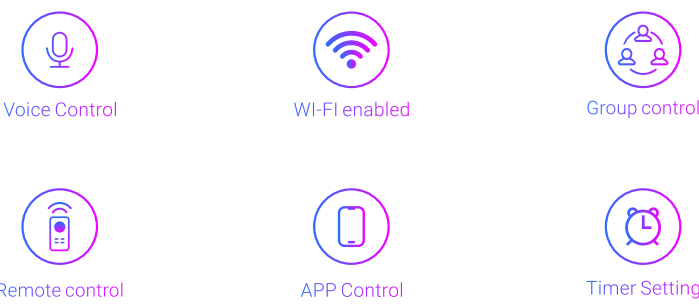 Voice Control
WI-FI enabled
Group control
Remote control
APP Control
Timer Setting